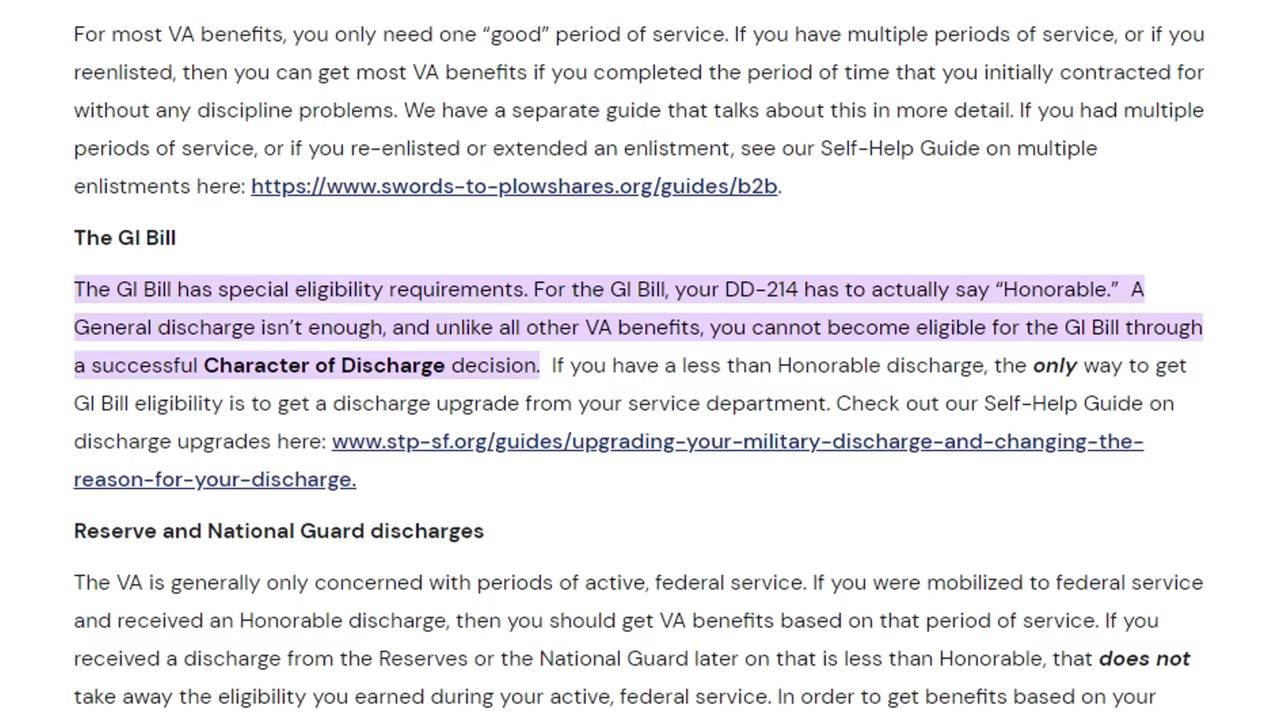 For most VA benefits, you only need one “good” period of service. If you have multiple periods of service, or if you
reenlisted, then you can get most VA benefits if you completed the period of time that you initially contracted for
without any discipline problems. We have a separate guide that talks about this in more detail. If you had multiple
periods of service, or if you re-enlisted or extended an enlistment, see our Self-Help Guide on multiple
enlistments here: https://www.swords-to-plowshares.org/guides/b2b.
The GI Bill
The GI Bill has special eligibility requirements. For the GI Bill, your DD-214 has to actually say “Honorable.”  A
General discharge isn’t enough, and unlike all other VA benefits, you cannot become eligible for the GI Bill through
a successful Character of Discharge decision.  If you have a less than Honorable discharge, the only way to get
GI Bill eligibility is to get a discharge upgrade from your service department. Check out our Self-Help Guide on
discharge upgrades here: www.stp-sf.org/guides/upgrading-your-military-discharge-and-changing-the-
reason-for-your-discharge.
Reserve and National Guard discharges
The VA is generally only concerned with periods of active, federal service. If you were mobilized to federal service
and received an Honorable discharge, then you should get VA benefits based on that period of service. If you
received a discharge from the Reserves or the National Guard later on that is less than Honorable, that does not
take away the eligibility you earned during your active, federal service. In order to get benefits based on your